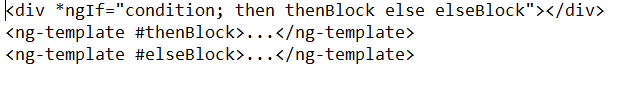 <div *ngIf="condition; then thenBlock else elseBlock"></div>
<ng-template #thenBlock>...</ng-template>
<ng-template #elseBlock>...</ng-template>